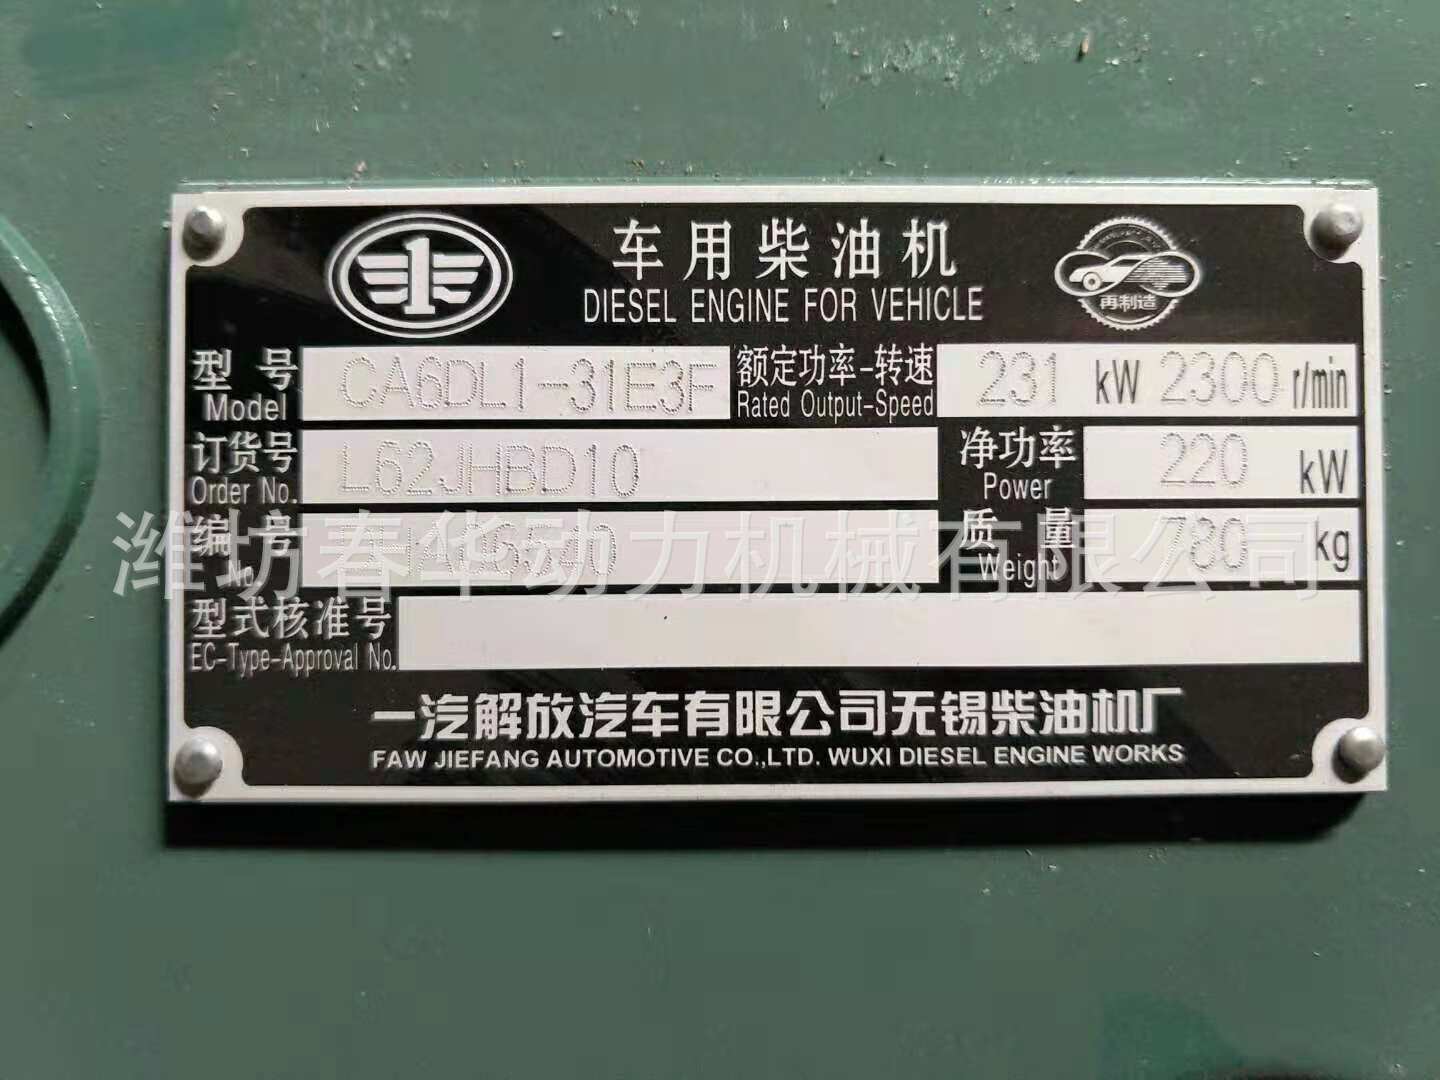 车用柴油机
DIESEL ENGINE FOR VEHICLE
再制造
型号 CA6DL1-31E3F 额定功率-转速 231 kW 2300 r/min
Model Rated Output-Speed
订货号 L62JHBD10 净功率 220 kW
Order No. Power
编号 质量 780 kg
No. Weight
潍坊春华动力机械有限公司
型式核准号
EC-Type-Approval No.
一汽解放汽车有限公司无锡柴油机厂
FAW JIEFANG AUTOMOTIVE CO.,LTD. WUXI DIESEL ENGINE WORKS